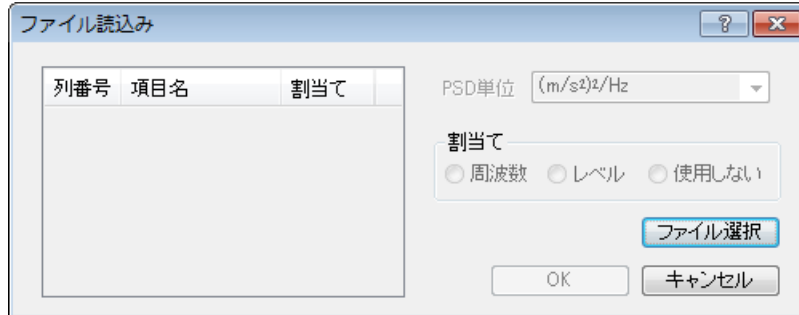 ファイル読込み
列番号 項目名 割当て
PSD単位 (m/s²)²/Hz
割当て
周波数 レベル 使用しない
ファイル選択
OK キャンセル